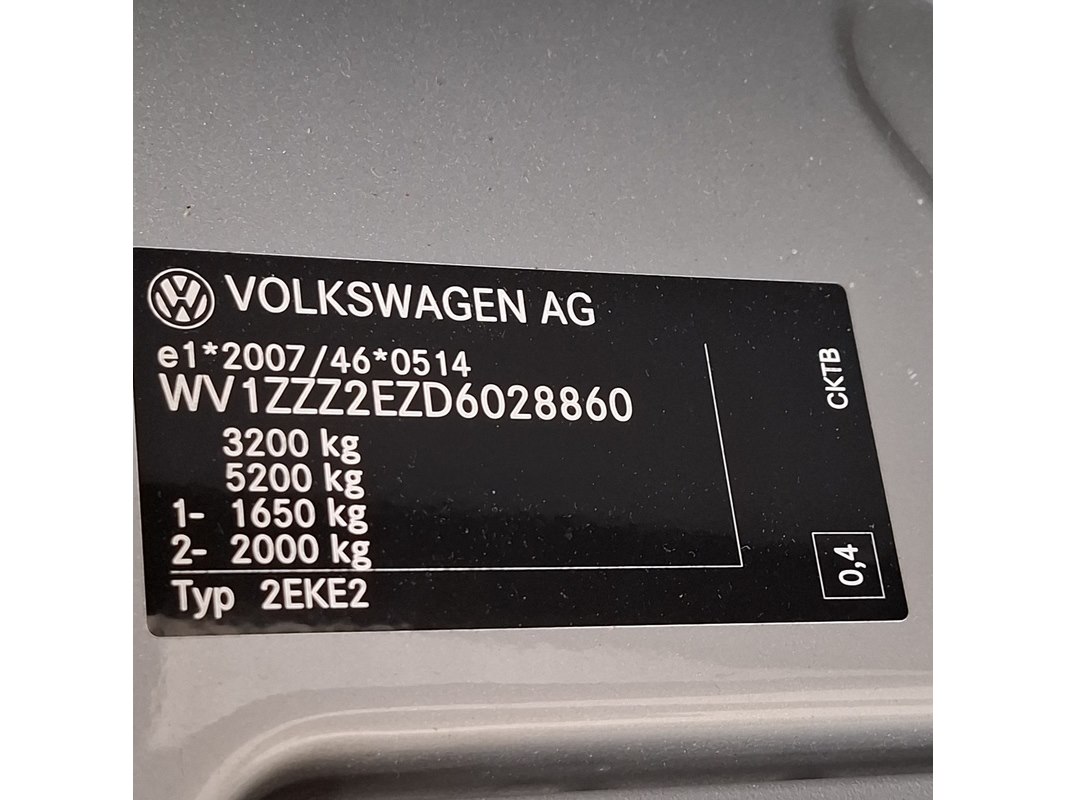 VOLKSWAGEN AG
e1*2007/46*0514
WV1ZZZ2EZD6028860
3200 kg
5200 kg
1- 1650 kg
2- 2000 kg
Typ 2EKE2
CKTB
0,4